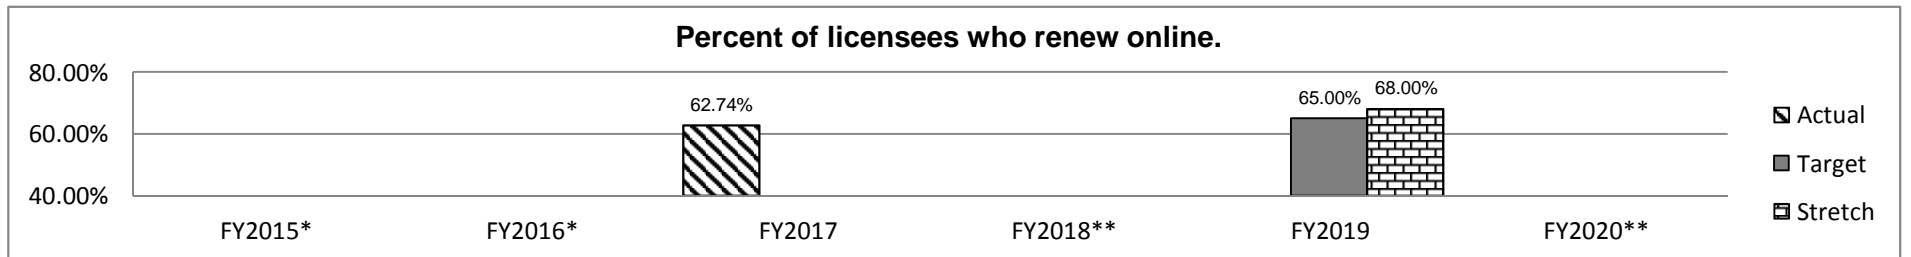 Percent of licensees who renew online.
80.00%
60.00%
40.00%
62.74%
65.00%
68.00%
FY2015* FY2016* FY2017 FY2018** FY2019 FY2020**
Actual
Target
Stretch